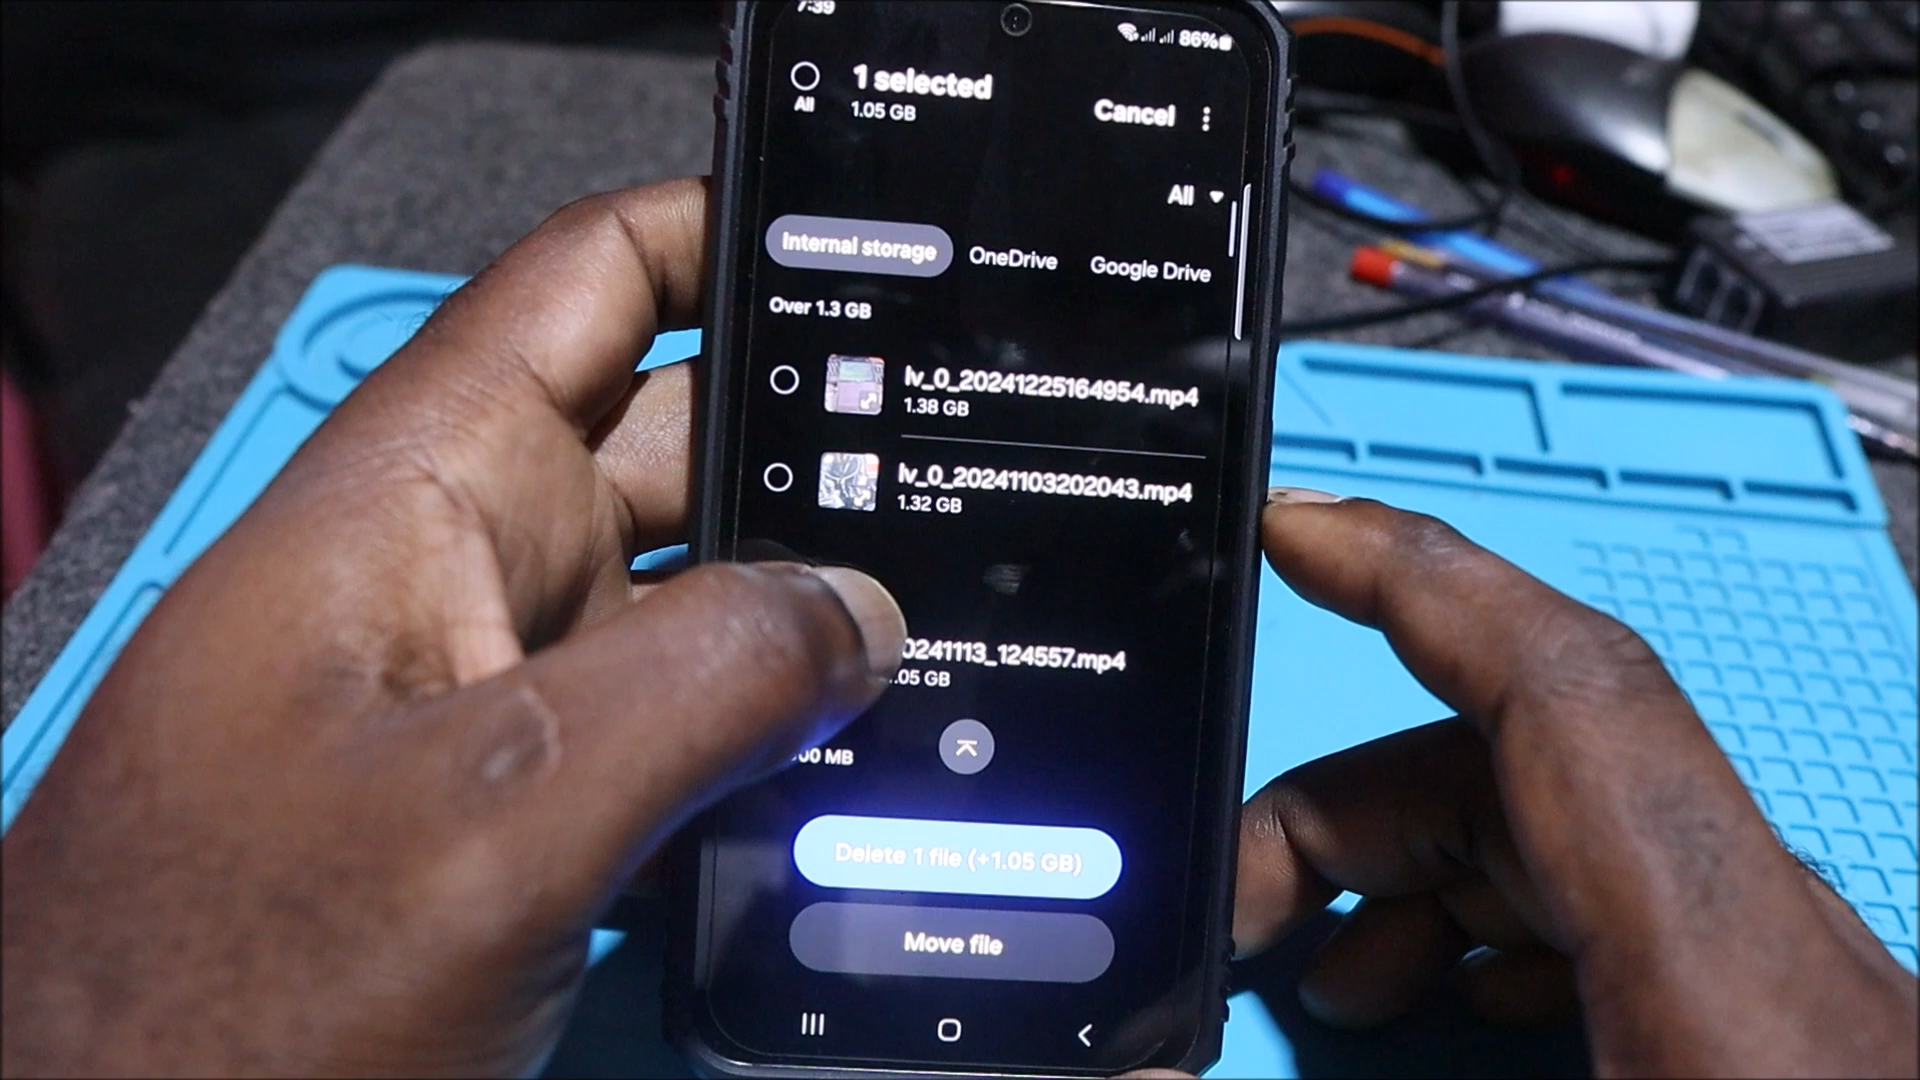 7:39
86%
1 selected
All
1.05 GB
Cancel
All
Internal storage
OneDrive
Google Drive
Over 1.3 GB
lv_0_20241225164954.mp4
1.38 GB
lv_0_20241103202043.mp4
1.32 GB
0241113_124557.mp4
.05 GB
00 MB
Delete 1 file (+1.05 GB)
Move file